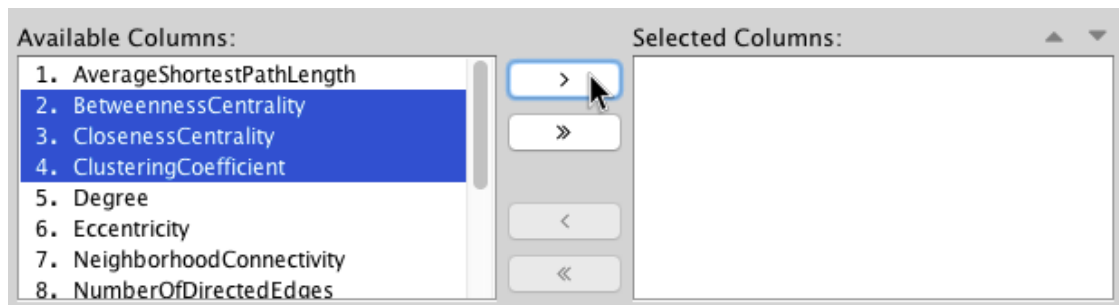 Available Columns:
Selected Columns:
1. AverageShortestPathLength
2. BetweennessCentrality
3. ClosenessCentrality
4. ClusteringCoefficient
5. Degree
6. Eccentricity
7. NeighborhoodConnectivity
8. NumberOfDirectedEdges
>
»
<
«